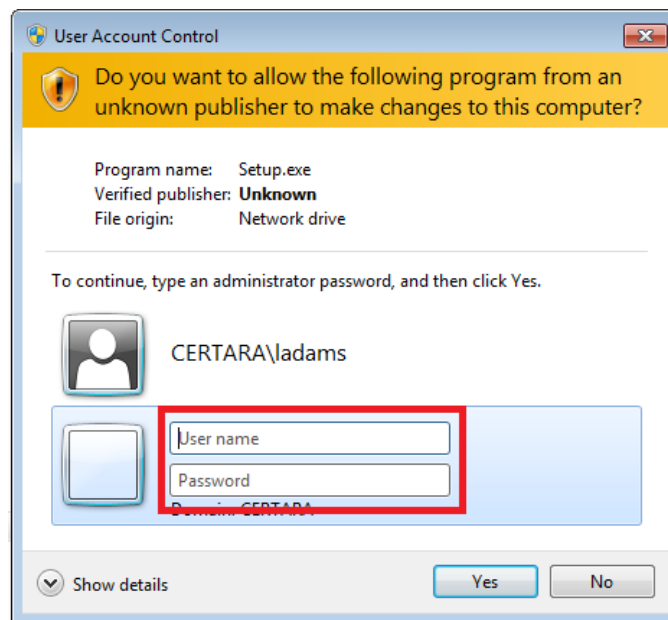 User Account Control
Do you want to allow the following program from an
unknown publisher to make changes to this computer?
Program name: Setup.exe
Verified publisher: Unknown
File origin: Network drive
To continue, type an administrator password, and then click Yes.
CERTARA\ladams
User name
Password
Domain: CERTARA
Show details
Yes
No